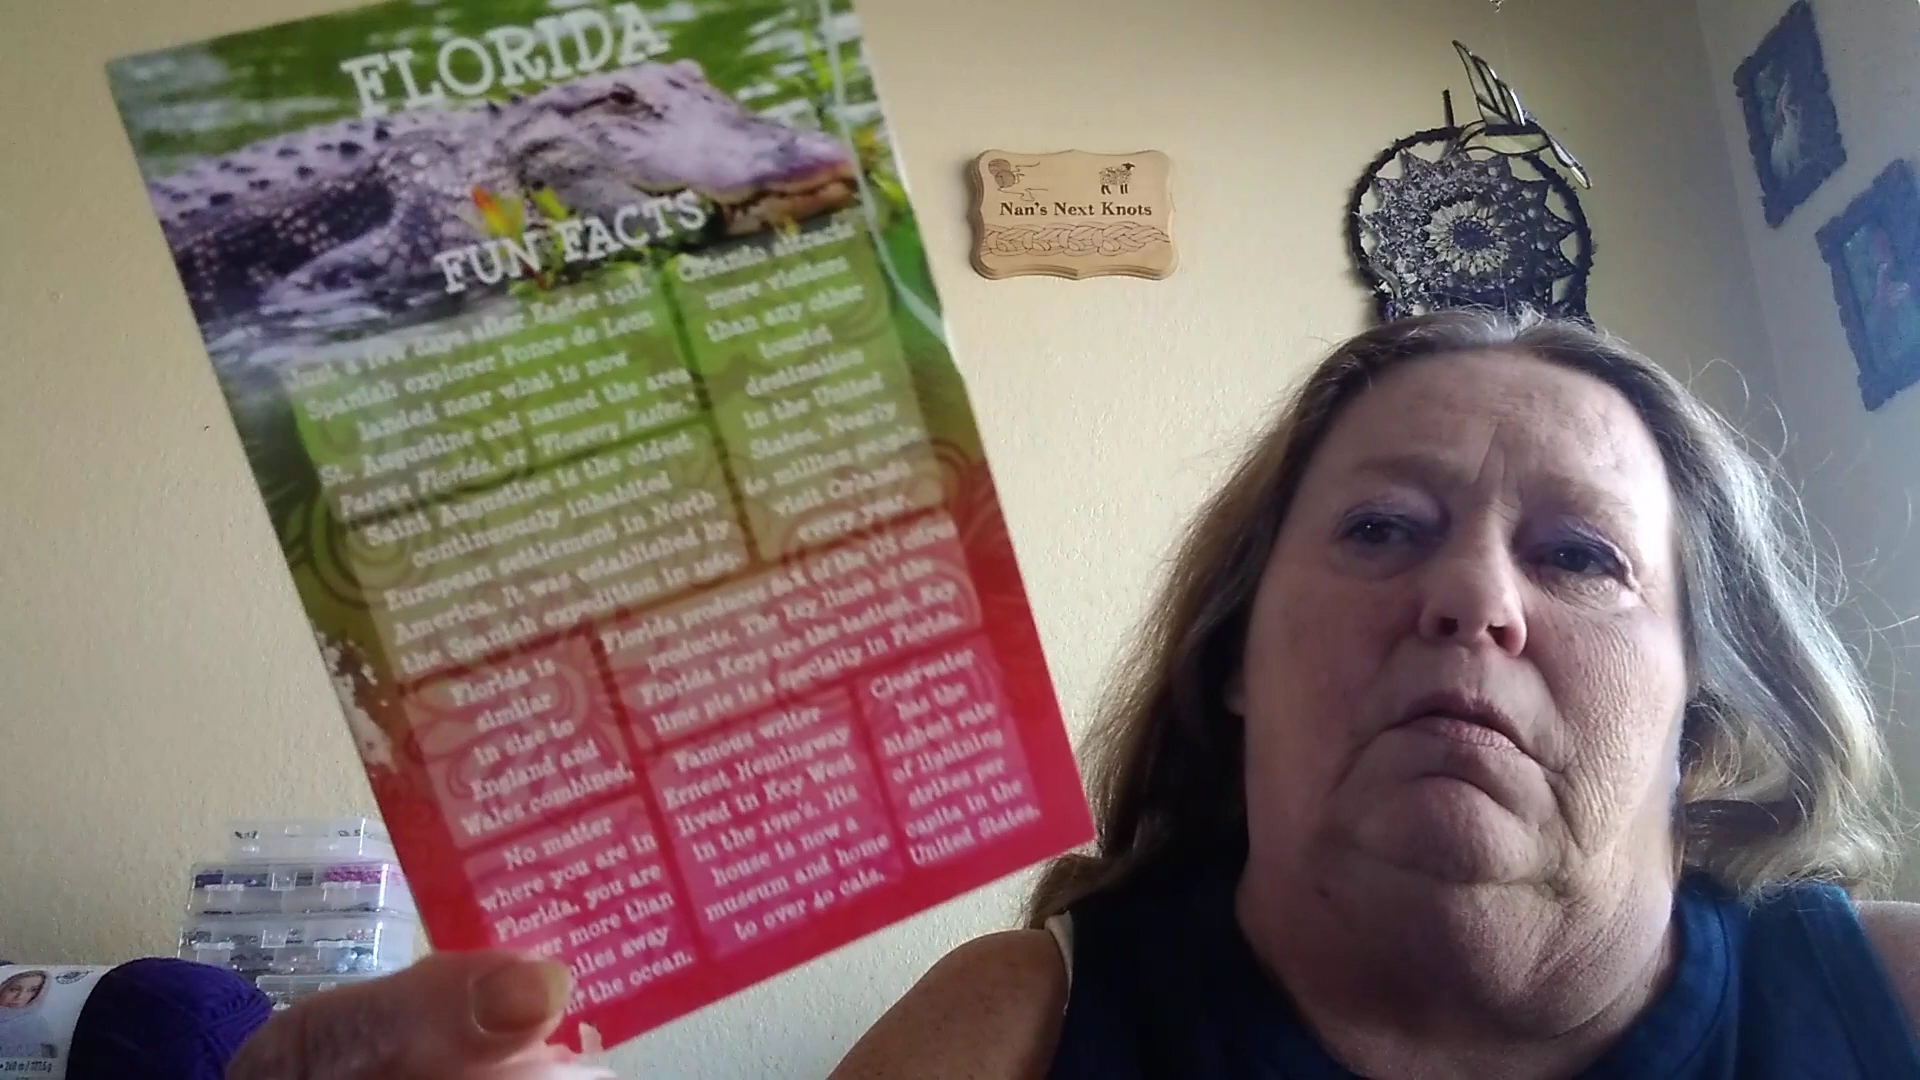 FLORIDA
FUN FACTS
Just a few days after Easter
Spanish explorer Ponce de Leon
landed near what is now
St. Augustine and named the area
Pascua Florida, or "Flowery Easter."
Saint Augustine is the oldest
continuously inhabited
European settlement in North
America. It was established by
the Spanish expedition in
Orlando attracts
more visitors
than any other
tourist
destination
in the United
States. Nearly
million people
visit Orlando
every year.
Florida produces of the US citrus
products. The key limes of the
Florida Keys are the tastiest. Key
lime pie is a specialty in Florida.
Florida is
similar
in size to
England and
Wales combined.
No matter
where you are in
Florida, you are
more than
miles away
the ocean.
Famous writer
Ernest Hemingway
lived in Key West
in the 1930's. His
house is now a
museum and home
to over 40 cats.
Clearwater
has the
highest rate
of lightning
strikes per
capita in the
United States.
Nan's Next Knots